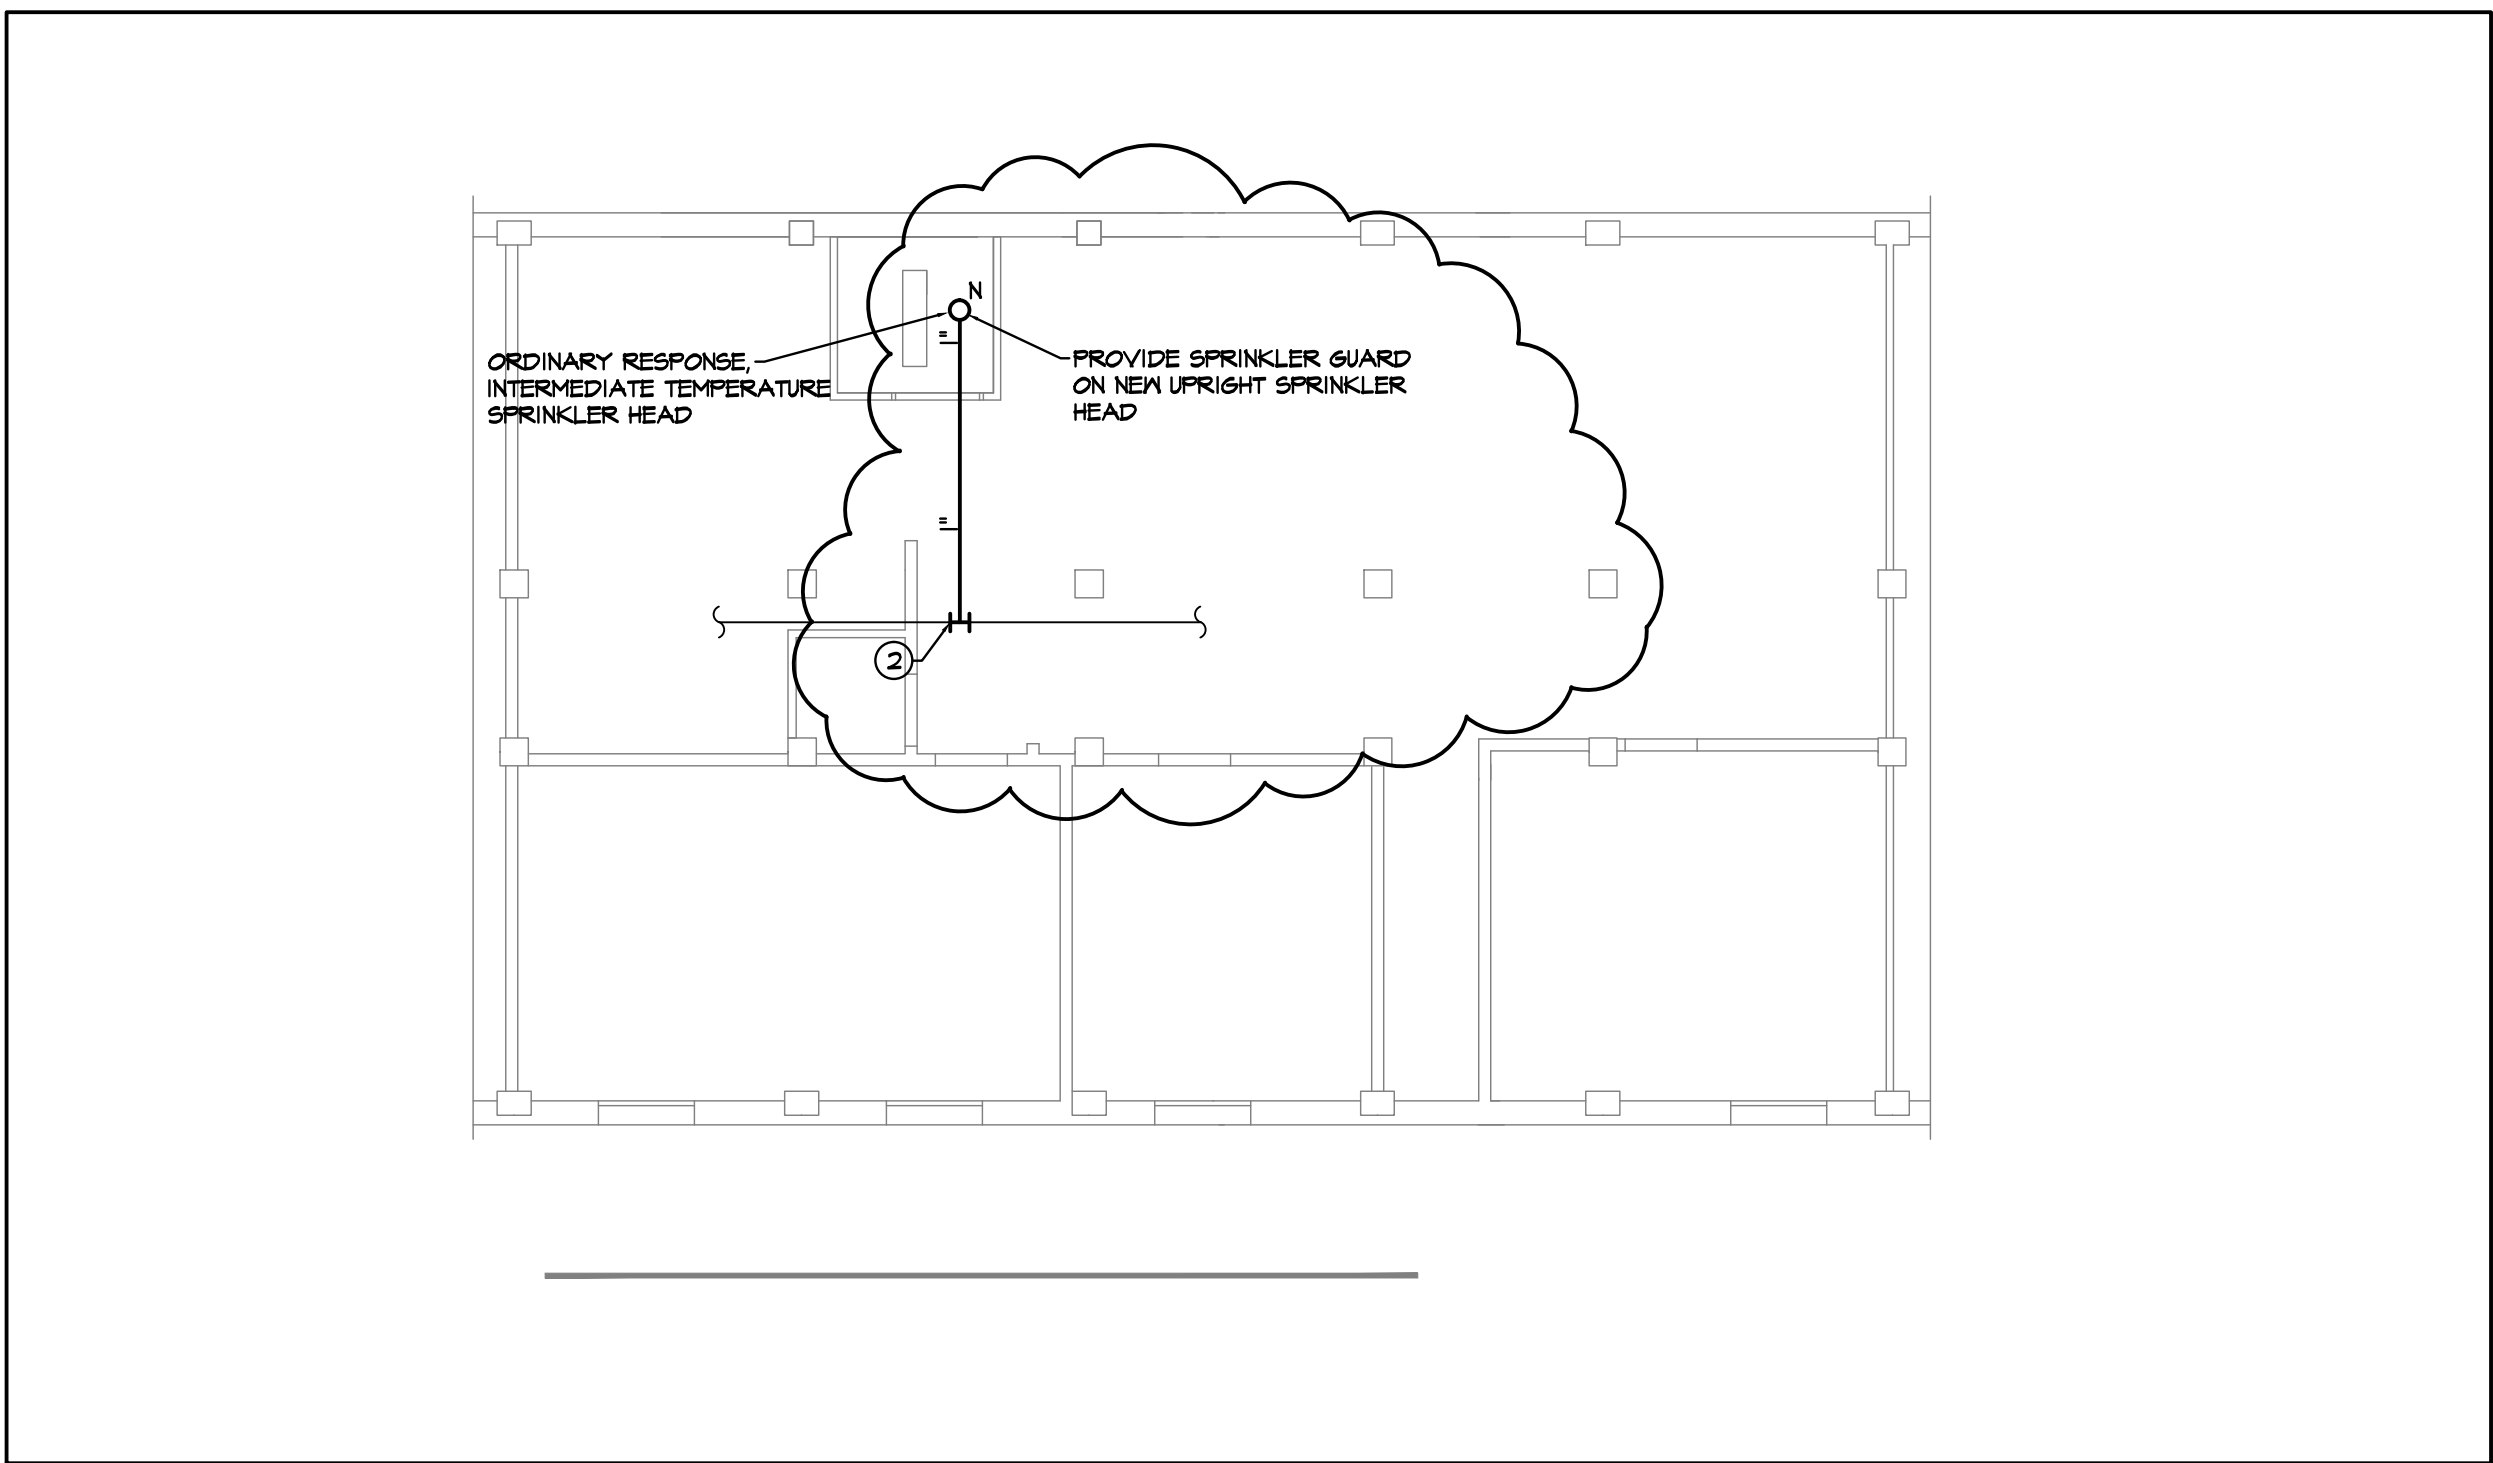 N
ORDINARY RESPONSE,
INTERMEDIATE TEMPERATURE
SPRINKLER HEAD
PROVIDE SPRINKLER GUARD
ON NEW UPRIGHT SPRINKLER
HEAD
2